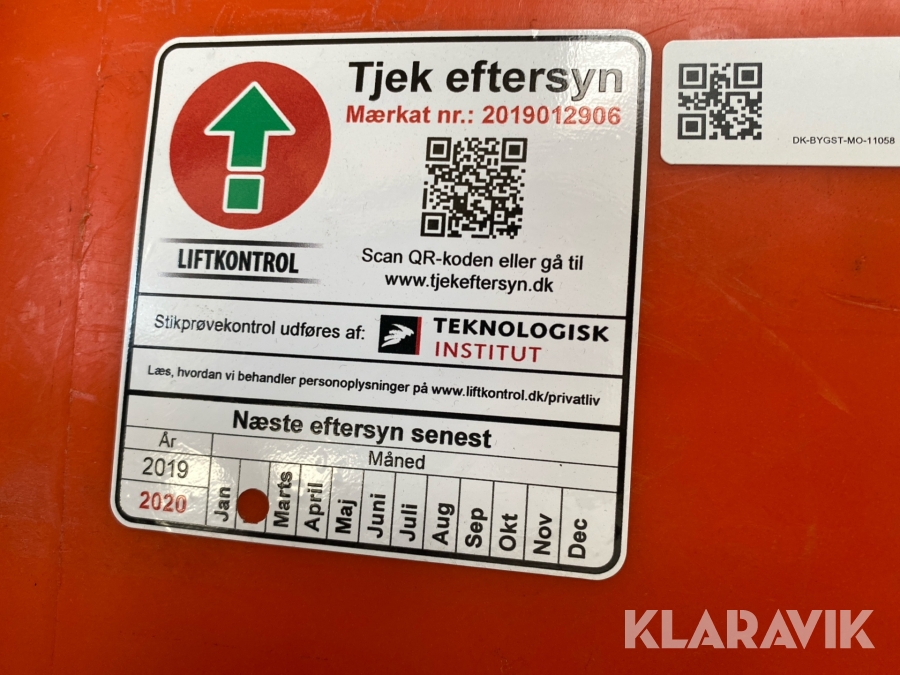 Tjek eftersyn
Mærkat nr.: 2019012906
LIFTKONTROL
Scan QR-koden eller gå til
www.tjekeftersyn.dk
DK-BYGST-MO-11058
Stikprøvekontrol udføres af: TEKNOLOGISK INSTITUT
Læs, hvordan vi behandler personoplysninger på www.liftkontrol.dk/privatliv
Næste eftersyn senest
År Måned
2019
2020
Jan Marts April Maj Juni Juli Aug Sep Okt Nov Dec
KLARAVIK